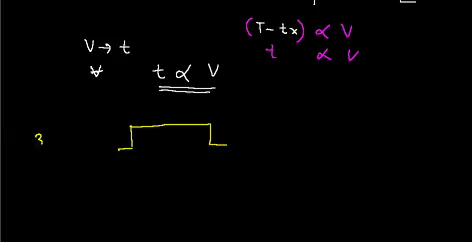 (T - tx) ∝ V
V → t t ∝ V
t ∝ V